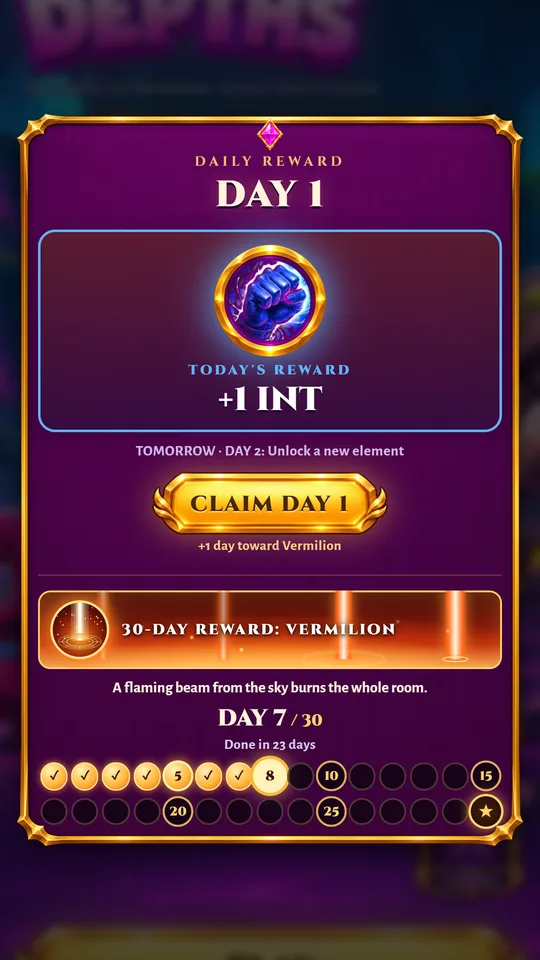 DEPTHS
DAILY REWARD
DAY 1
TODAY'S REWARD
+1 INT
TOMORROW · DAY 2: Unlock a new element
CLAIM DAY 1
+1 day toward Vermilion
30-DAY REWARD: VERMILION
A flaming beam from the sky burns the whole room.
DAY 7 / 30
Done in 23 days
5 8 10 15
20 25